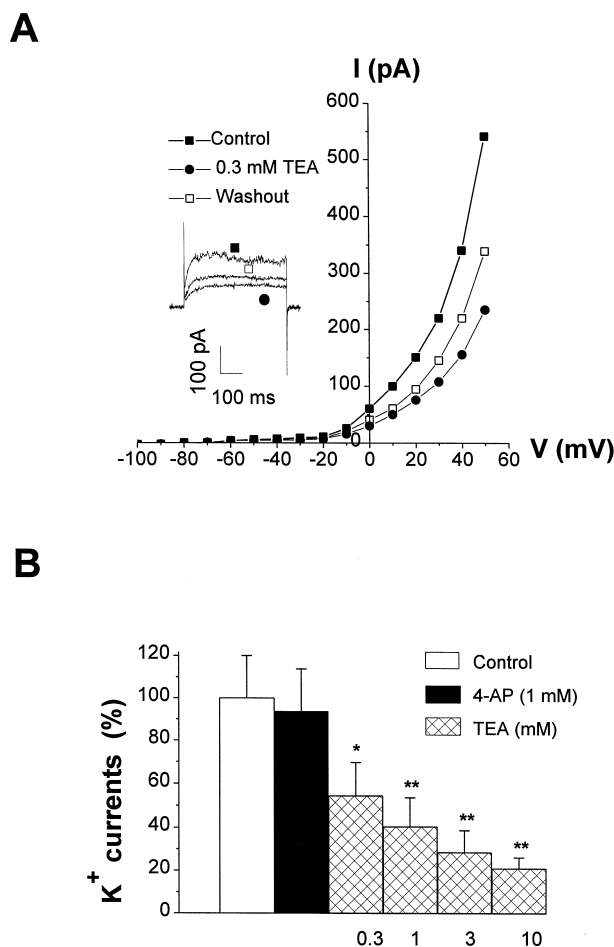 A
I (pA)
600
500
400
300
200
100
0
Control
0.3 mM TEA
Washout
100 pA
100 ms
-100 -80 -60 -40 -20 0 20 40 60
V (mV)
B
K+ currents (%)
120
100
80
60
40
20
0
Control
4-AP (1 mM)
TEA (mM)
* ** ** **
0.3 1 3 10